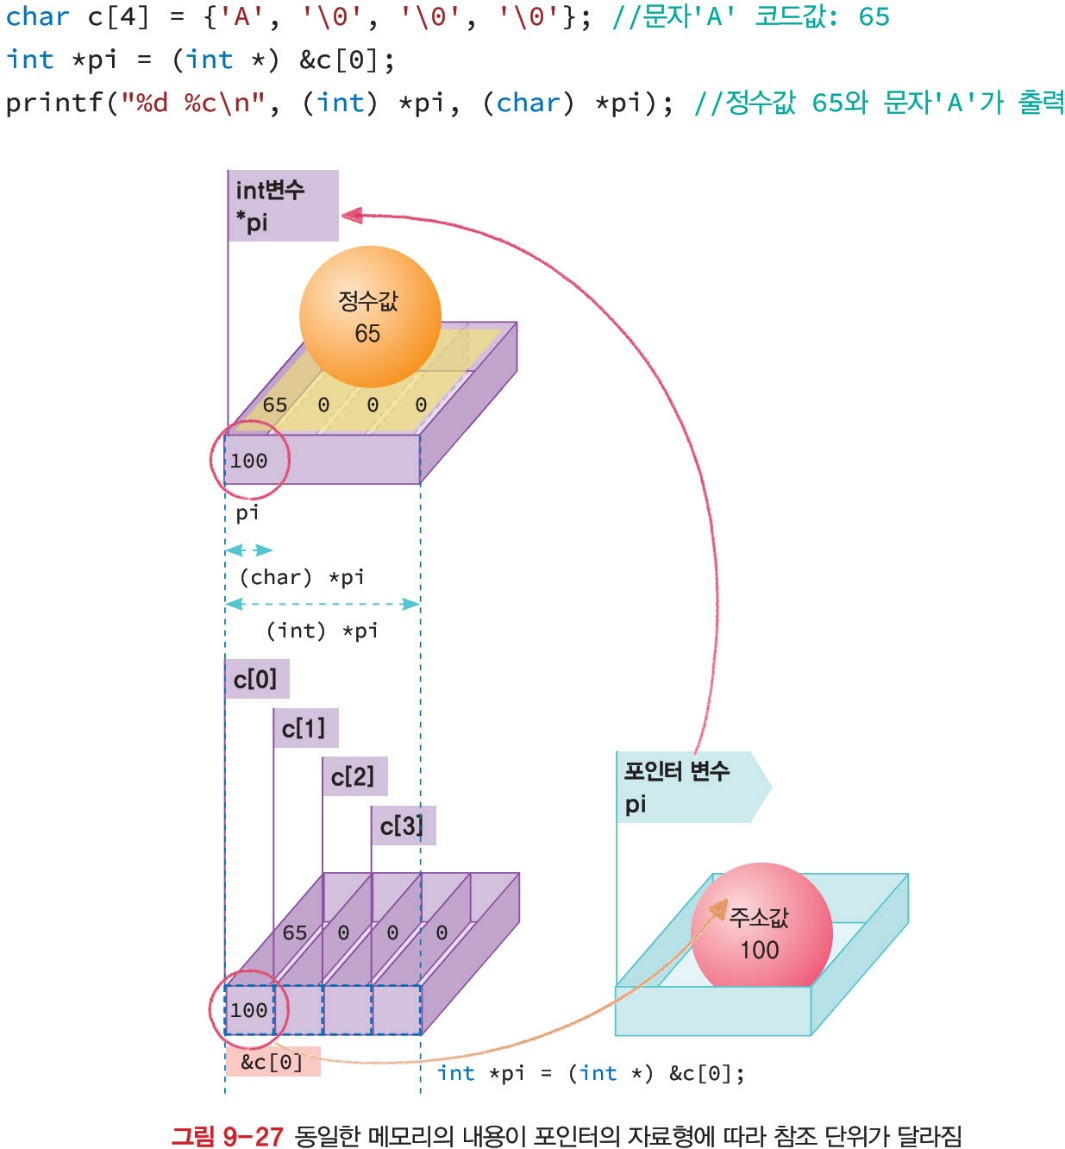 char c[4] = {'A', '\0', '\0', '\0'}; //문자'A' 코드값: 65
int *pi = (int *) &c[0];
printf("%d %c\n", (int) *pi, (char) *pi); //정수값 65와 문자'A'가 출력
int변수
*pi
정수값
65
65 0 0 0
100
pi
(char) *pi
(int) *pi
c[0]
c[1]
c[2]
c[3]
포인터 변수
pi
65 0 0 0
주소값
100
100
&c[0]
int *pi = (int *) &c[0];
그림 9-27 동일한 메모리의 내용이 포인터의 자료형에 따라 참조 단위가 달라짐